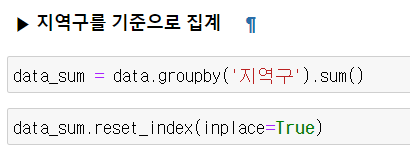 ▶ 지역구를 기준으로 집계 ¶
data_sum = data.groupby('지역구').sum()
data_sum.reset_index(inplace=True)